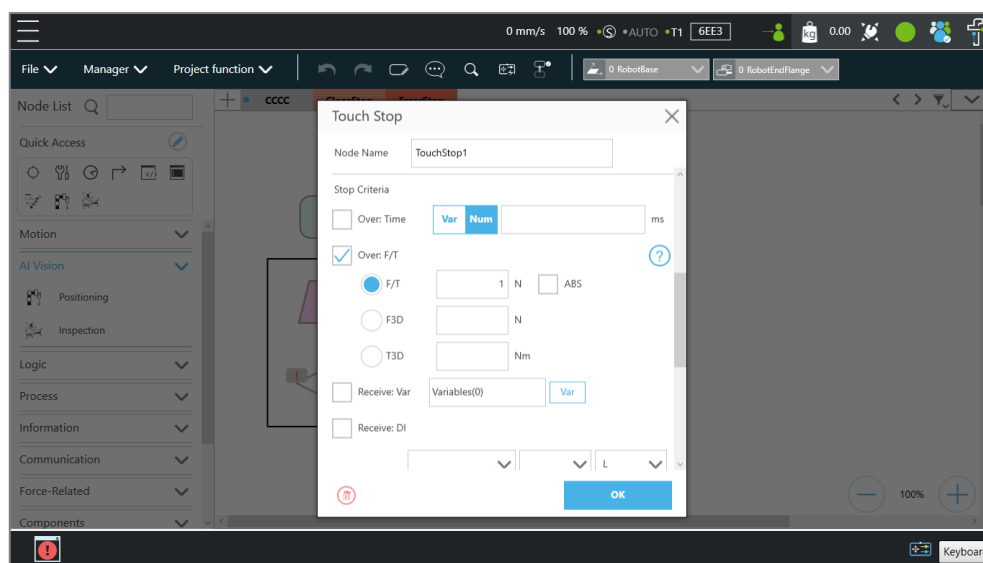 0 mm/s 100 % •Ⓢ •AUTO •T1 6EE3 kg 0.00
File Manager Project function 0 RobotBase 0 RobotEndFlange
Node List CCCC
Touch Stop
Quick Access
Node Name TouchStop1
Stop Criteria
Over: Time Var Num ms
Motion
Over: F/T ?
AI Vision
F/T 1 N ABS
Positioning
F3D N
Inspection
T3D Nm
Logic
Receive: Var Variables(0) Var
Process
Receive: DI
Information
Communication
L
Force-Related
OK 100%
Components
Keyboar